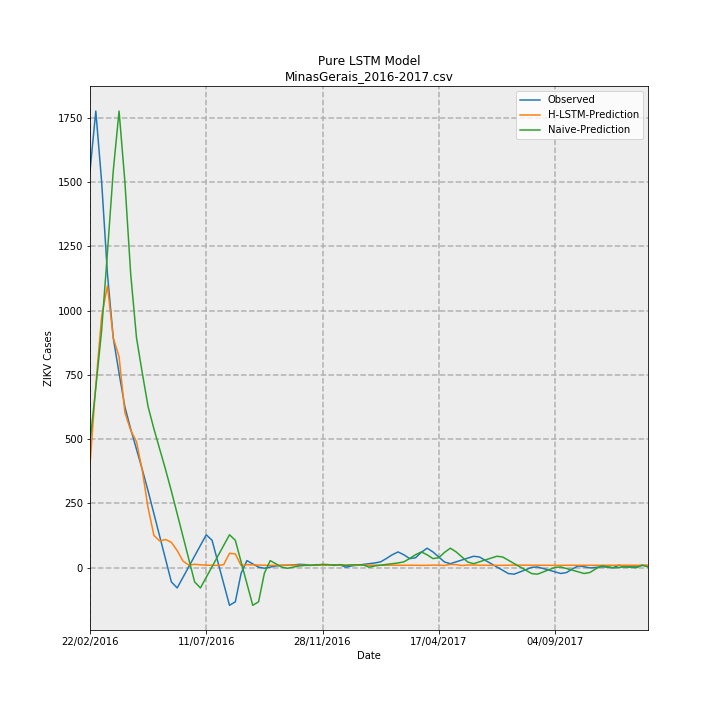 Pure LSTM Model
MinasGerais_2016-2017.csv
Observed
H-LSTM-Prediction
Naive-Prediction
ZIKV Cases
1750
1500
1250
1000
750
500
250
0
22/02/2016
11/07/2016
28/11/2016
17/04/2017
04/09/2017
Date